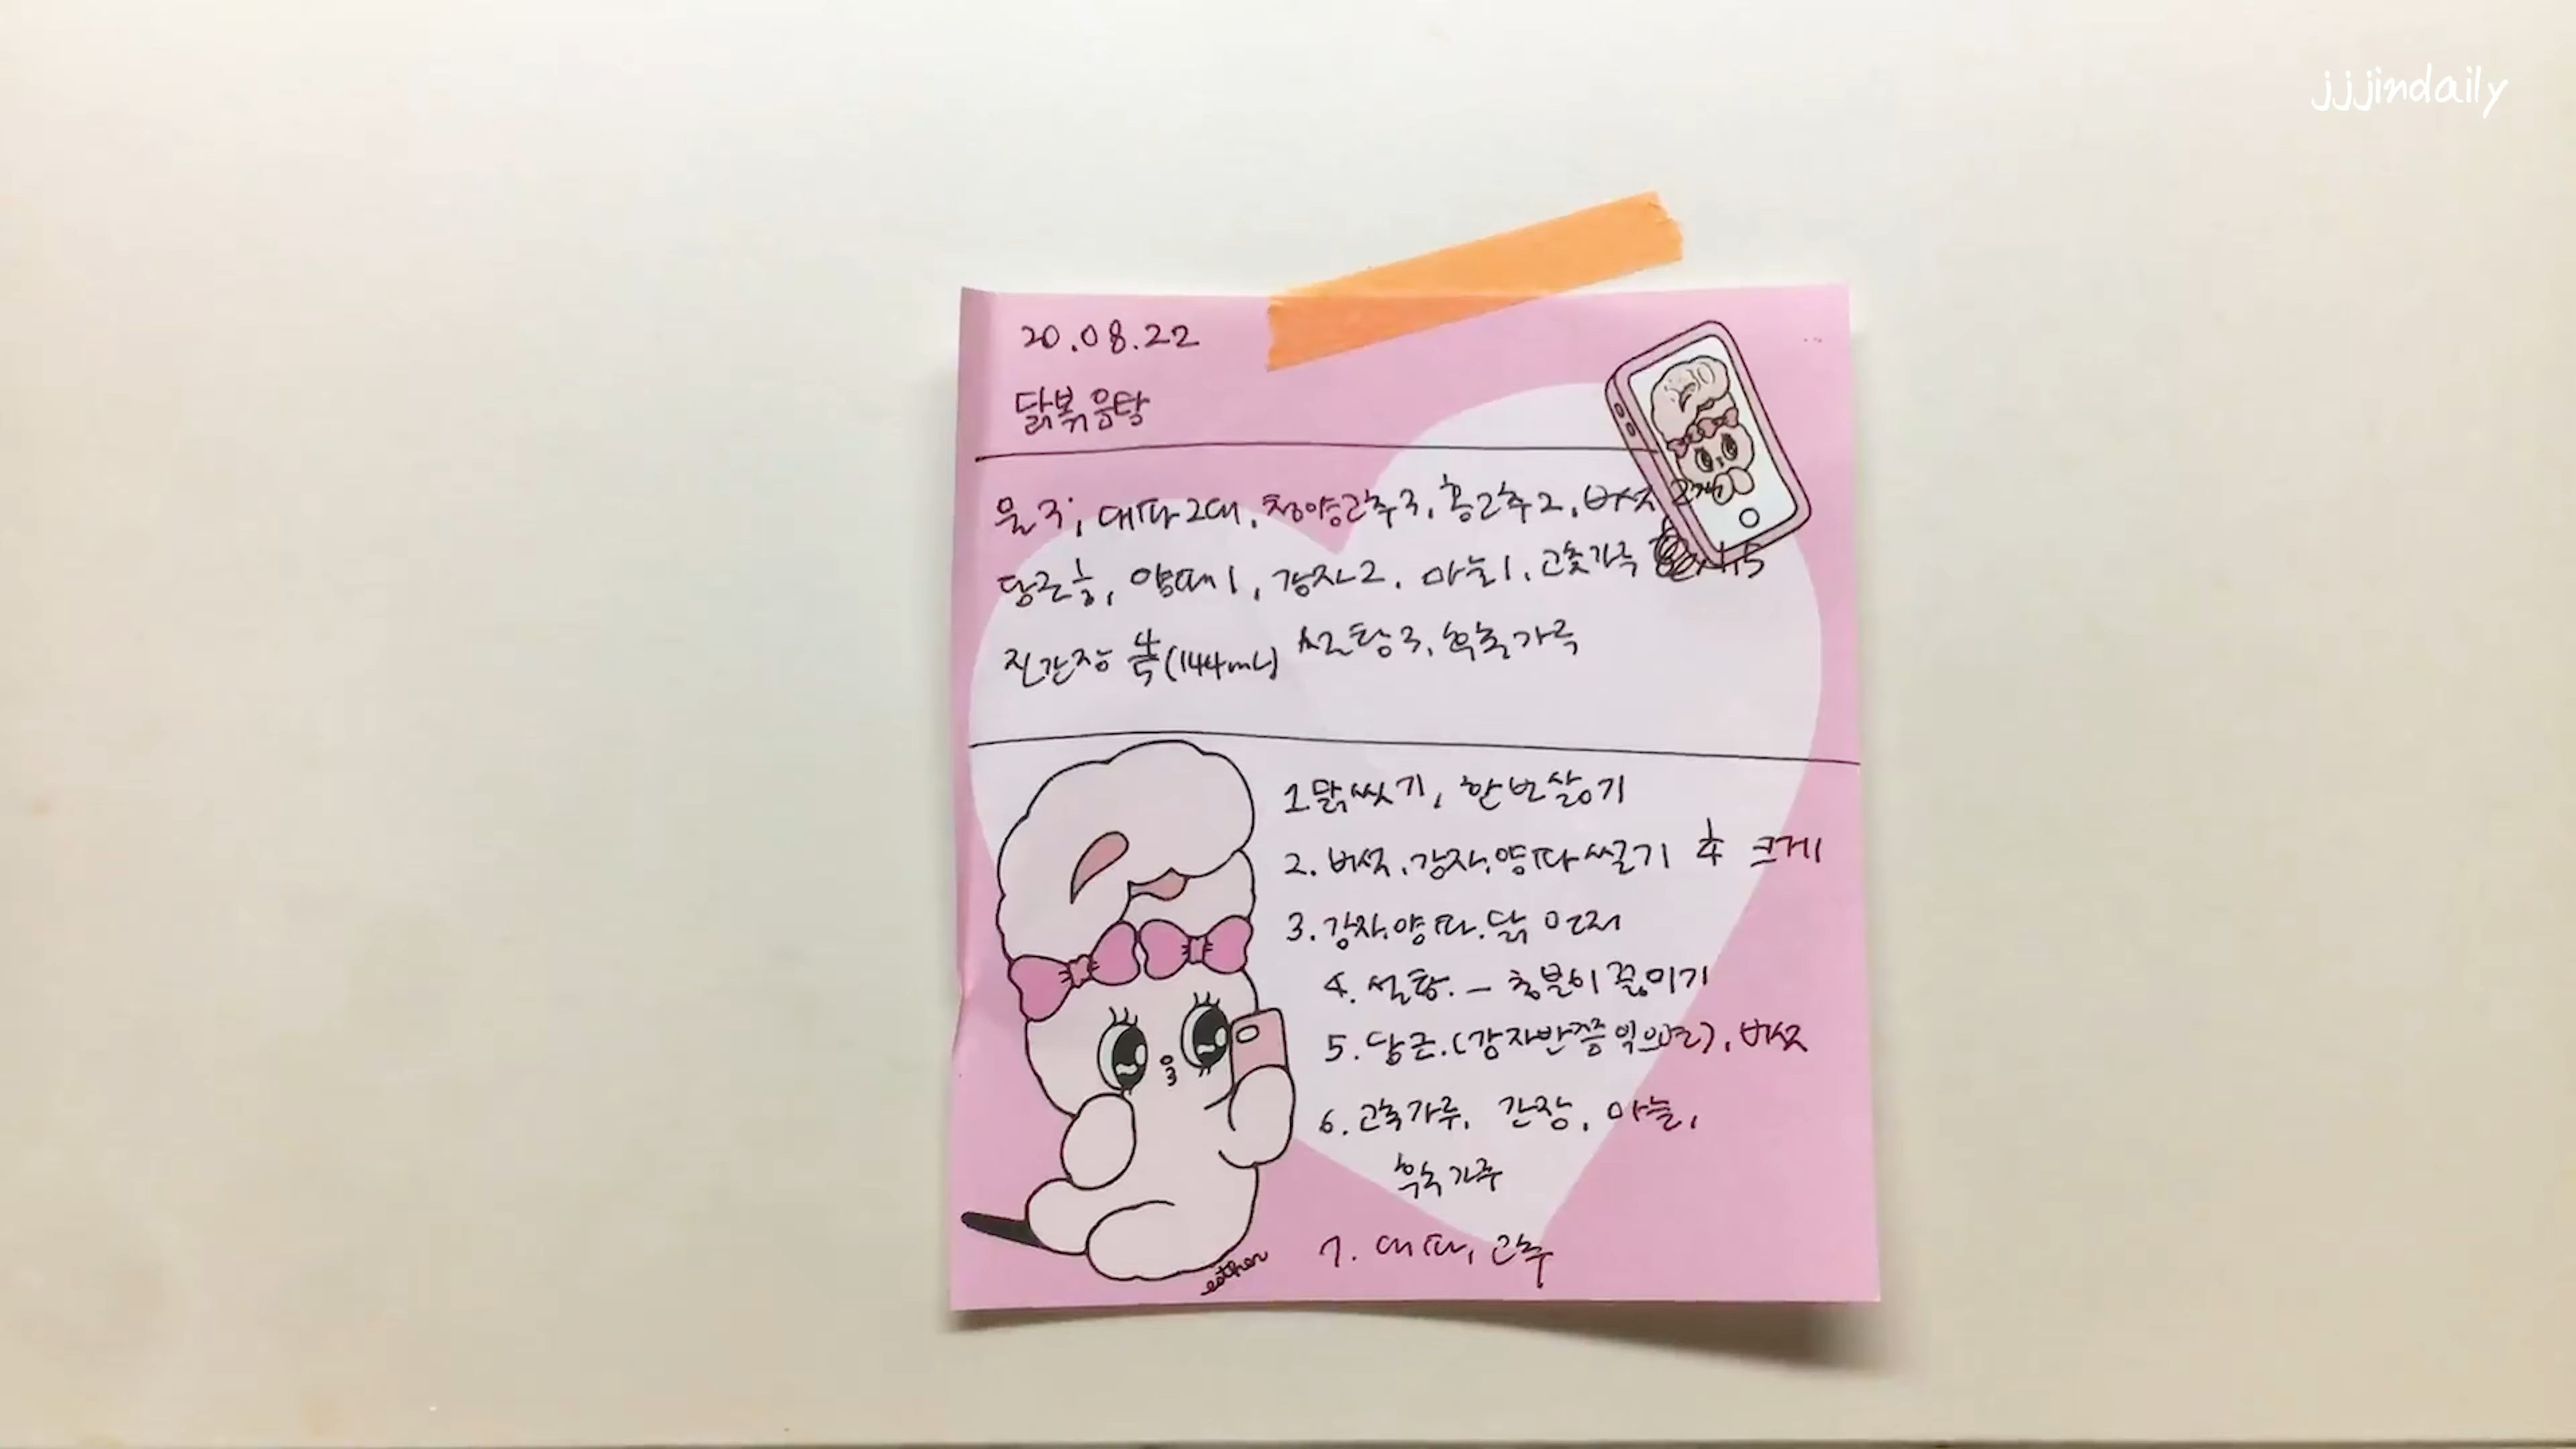 jjjindaily
20.08.22
닭볶음탕
물 3, 대파 2대, 청양고추 3, 홍고추 2, 버섯
당근, 양파 1, 감자 2, 마늘 1, 고춧가루
진간장 (144mL) 설탕 3, 후춧가루
1 닭씻기, 한번 삶기
2. 버섯, 감자, 양파 썰기 크게
3. 감자, 양파, 닭 먼저
4. 설탕. - 충분히 끓이기
5. 당근. (감자반쯤 익으면), 버섯
6. 고춧가루, 간장, 마늘,
후춧가루
7. 대파, 고추
esther